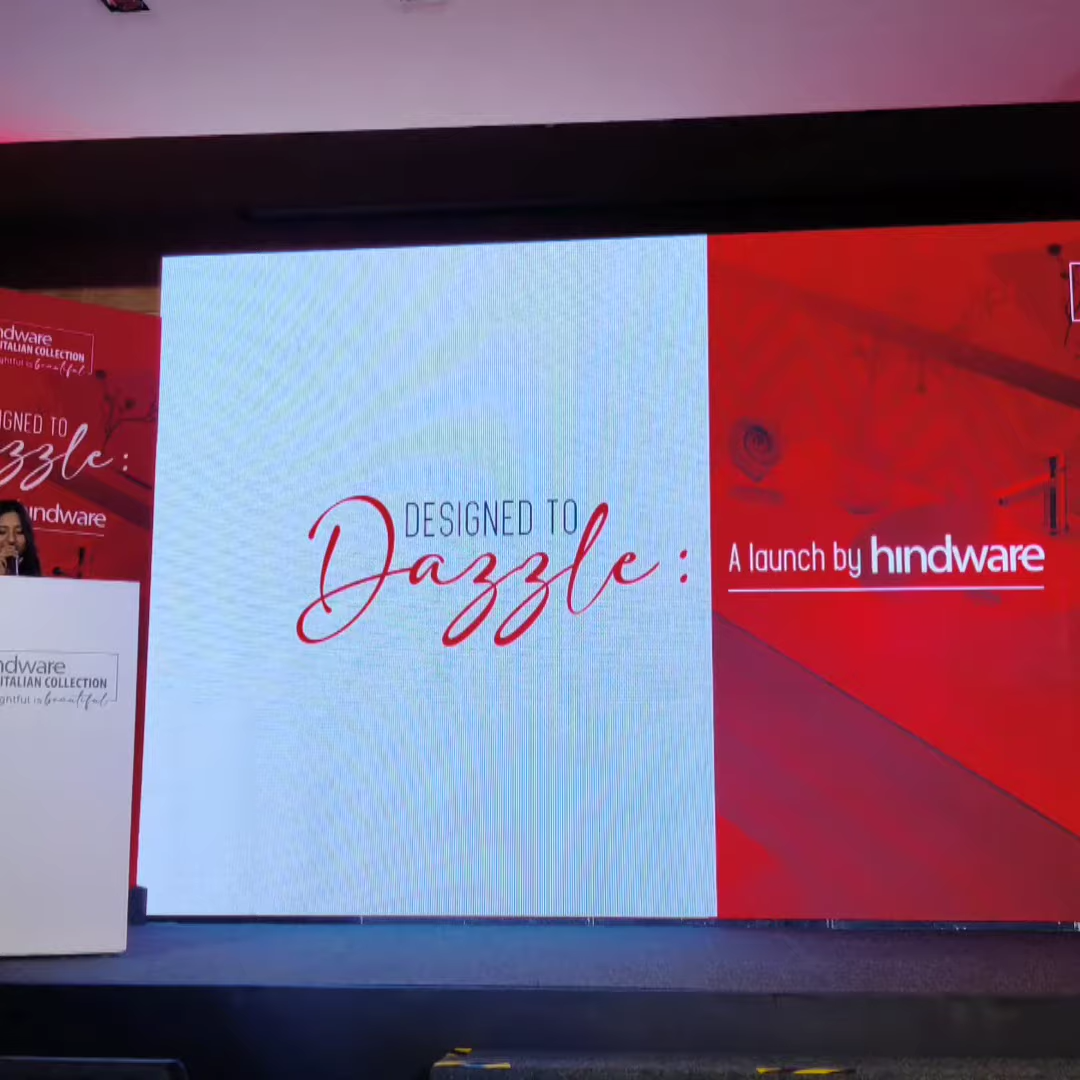 ndware
ITALIAN COLLECTION
ghtful is beautiful
IGNED TO
zzle:
indware
ndware
ITALIAN COLLECTION
ghtful is beautiful
DESIGNED TO
Dazzle:
A launch by hindware